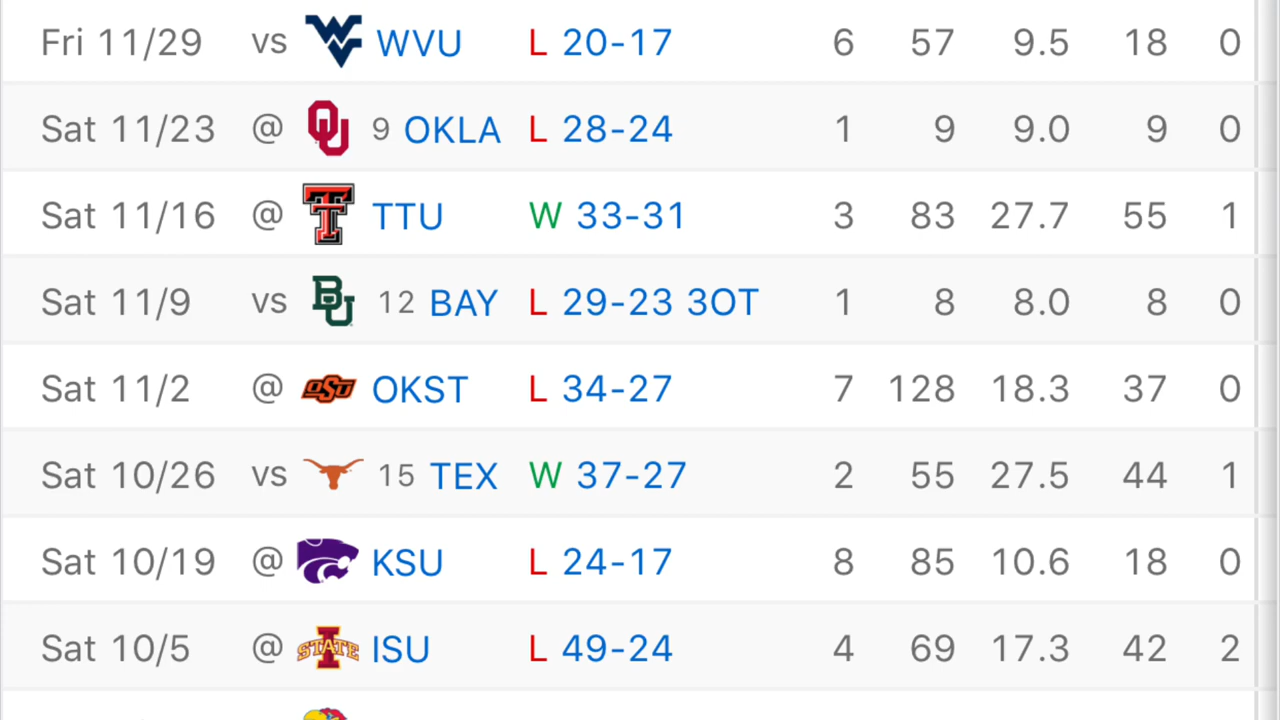 Fri 11/29 vs WVU L 20-17 6 57 9.5 18 0
Sat 11/23 @ OU 9 OKLA L 28-24 1 9 9.0 9 0
Sat 11/16 @ TTU W 33-31 3 83 27.7 55 1
Sat 11/9 vs BU 12 BAY L 29-23 3OT 1 8 8.0 8 0
Sat 11/2 @ OSU OKST L 34-27 7 128 18.3 37 0
Sat 10/26 vs 15 TEX W 37-27 2 55 27.5 44 1
Sat 10/19 @ KSU L 24-17 8 85 10.6 18 0
Sat 10/5 @ I STATE ISU L 49-24 4 69 17.3 42 2